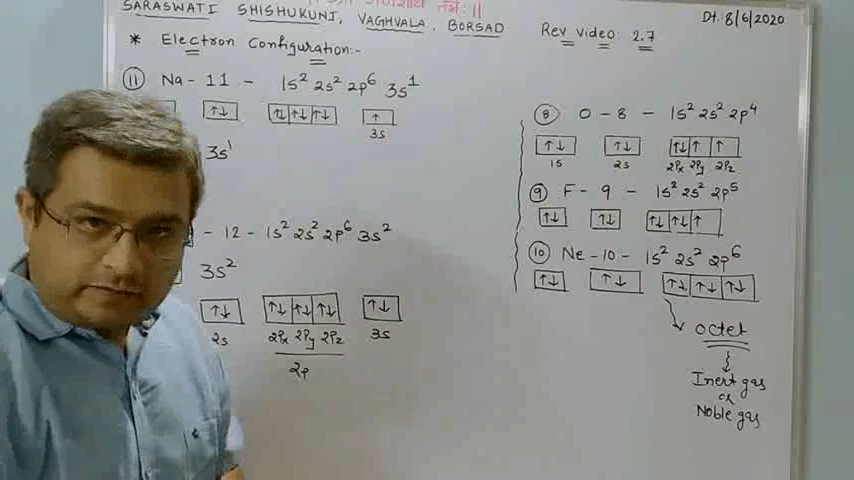 तमः ॥
SARASWATI SHISHUKUNJ, VAGHVALA, BORSAD Rev video: 2.7 Dt. 8/6/2020
* Electron Configuration:-
⑪ Na - 11 - 1s² 2s² 2p⁶ 3s¹
↑↓ ↑↓ ↑↓ ↑↓ ↑
3s
3s¹
- 12 - 1s² 2s² 2p⁶ 3s²
3s²
↑↓ ↑↓ ↑↓ ↑↓ ↑↓
2s 2Px 2Py 2Pz 3s
2p
⑧ O - 8 - 1s² 2s² 2p⁴
↑↓ ↑↓ ↑↓ ↑ ↑
1s 2s 2Px 2Py 2Pz
⑨ F - 9 - 1s² 2s² 2p⁵
↑↓ ↑↓ ↑↓ ↑↓ ↑
⑩ Ne - 10 - 1s² 2s² 2p⁶
↑↓ ↑↓ ↑↓ ↑↓ ↑↓
octet
Inert gas
or
Noble gas